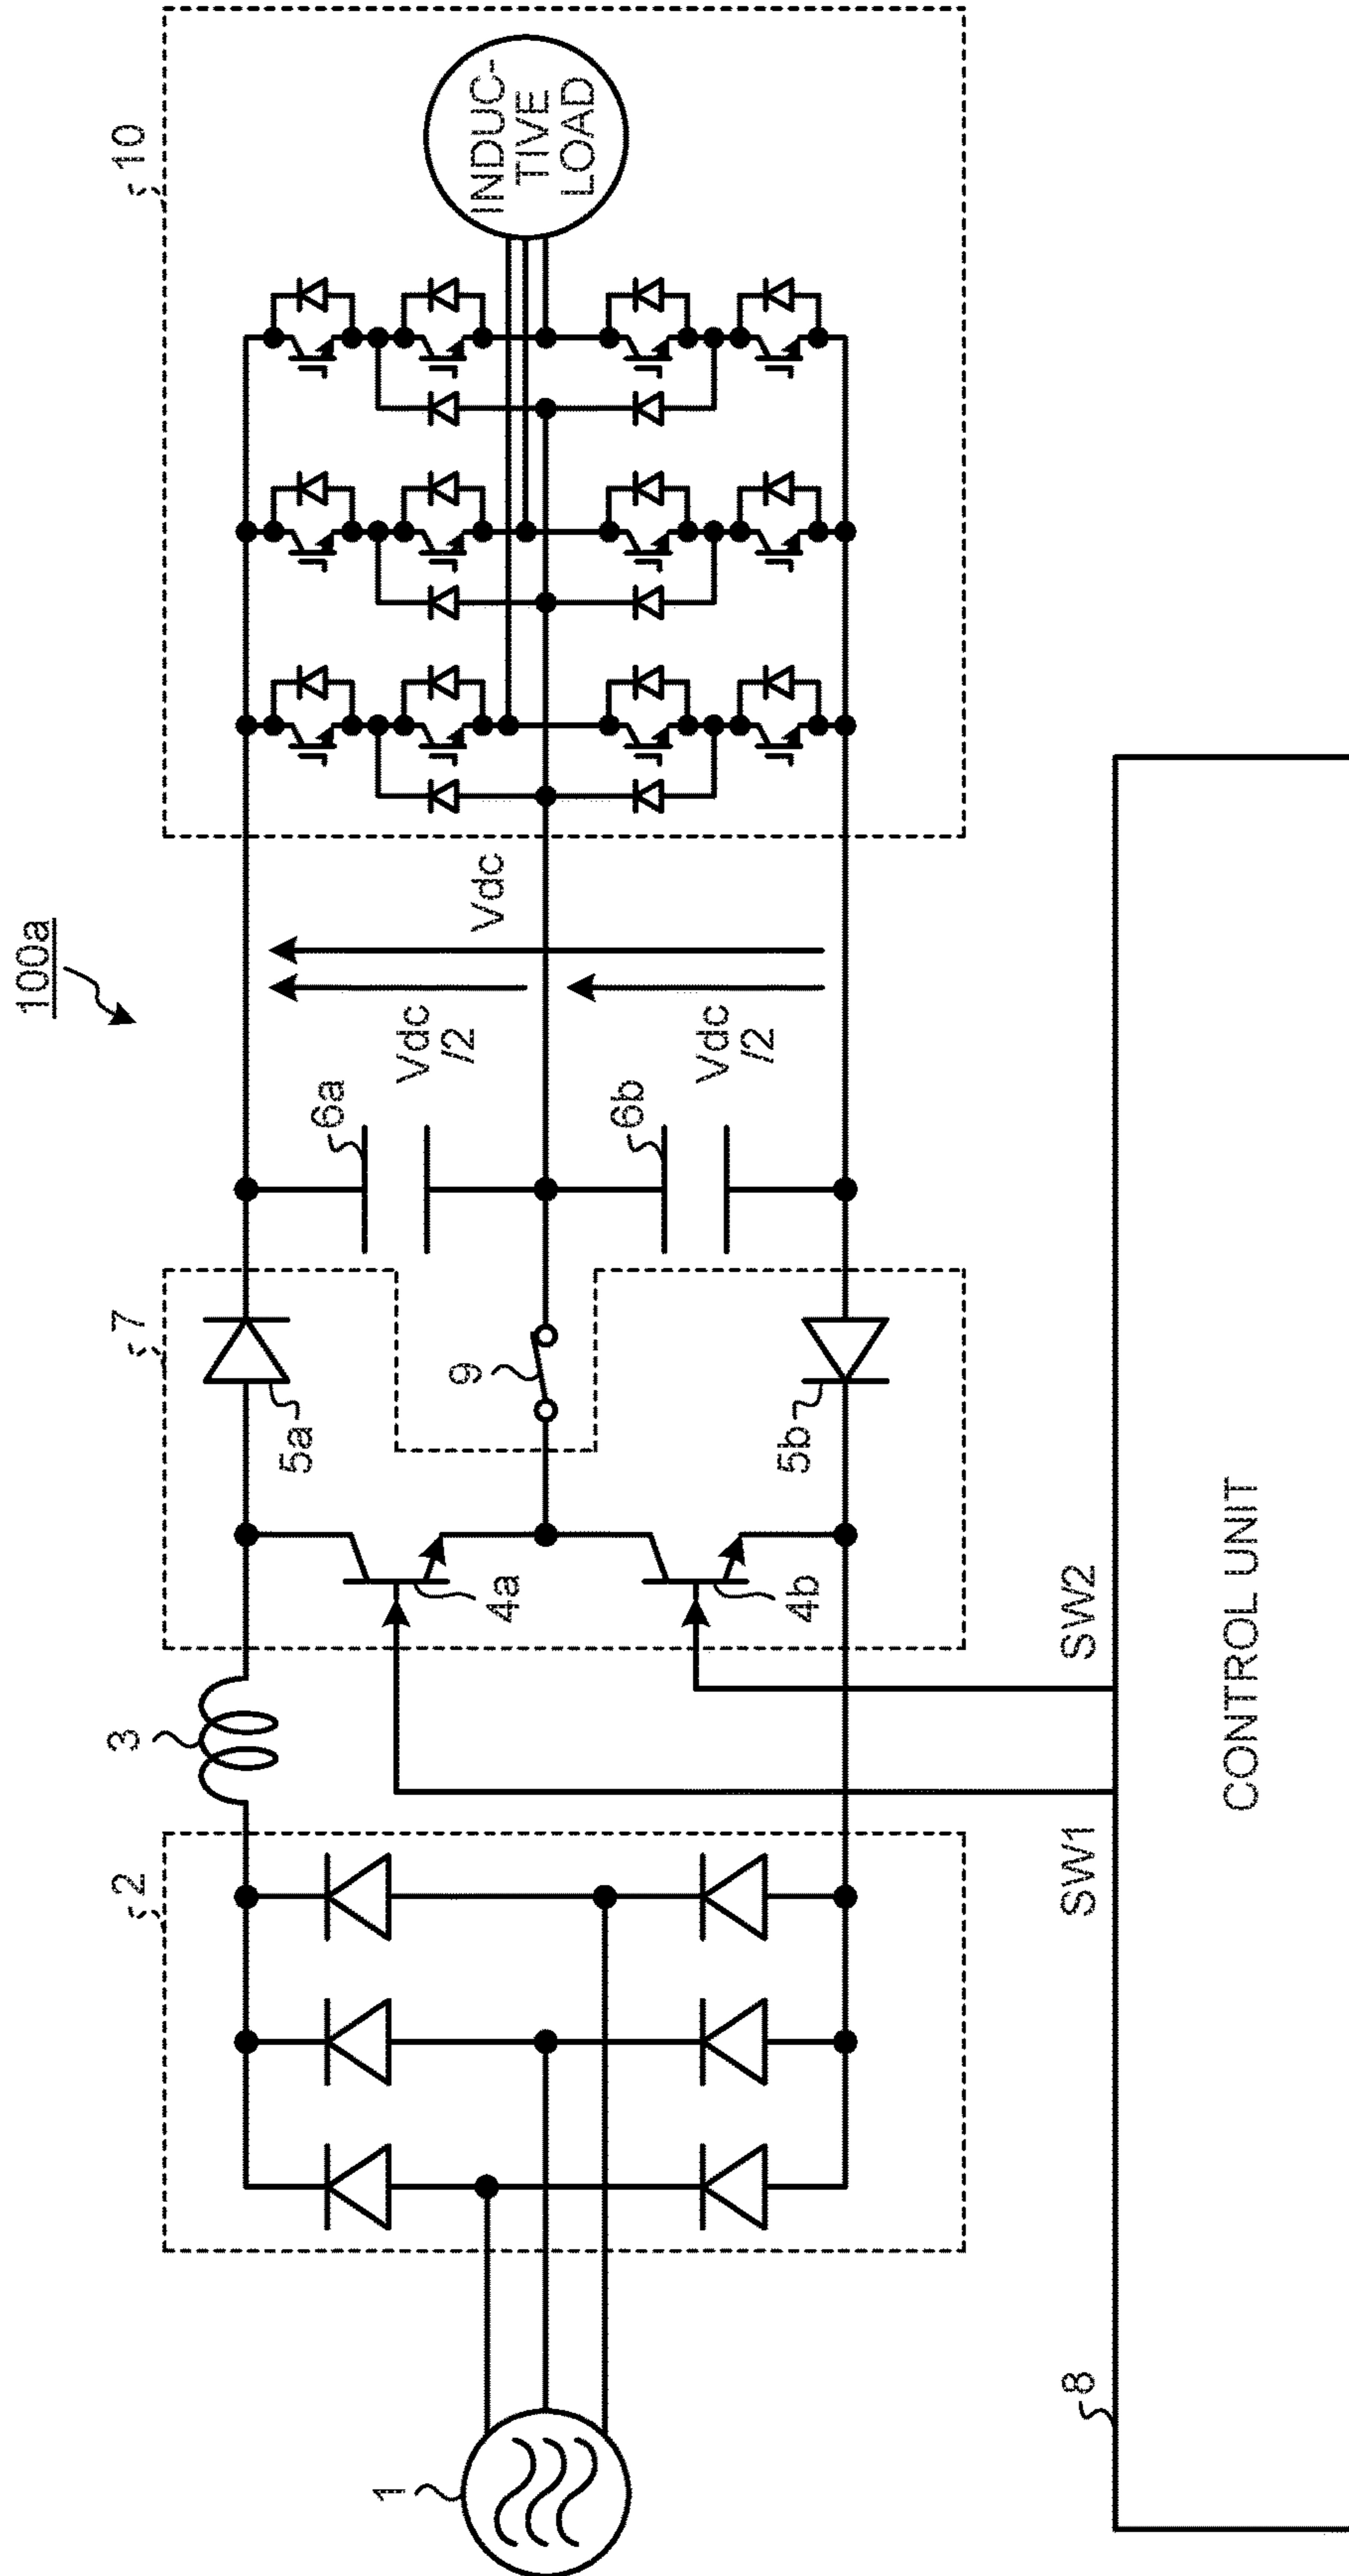 100a
1
2
3
7
10
5a
4a
9
5b
4b
6a
6b
Vdc
/2
Vdc
/2
Vdc
INDUC-
TIVE
LOAD
8
SW1
SW2
CONTROL UNIT